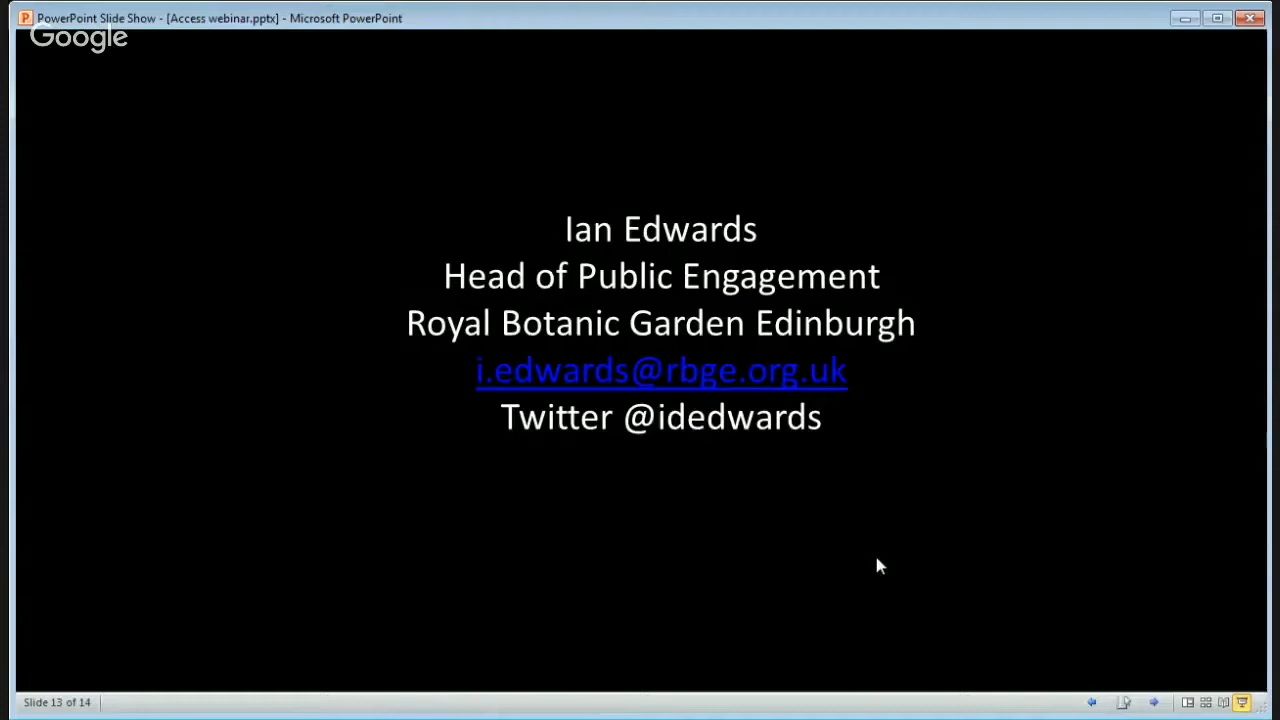 PowerPoint Slide Show - [Access webinar.pptx] - Microsoft PowerPoint
Google
Ian Edwards
Head of Public Engagement
Royal Botanic Garden Edinburgh
i.edwards@rbge.org.uk
Twitter @idedwards
Slide 13 of 14